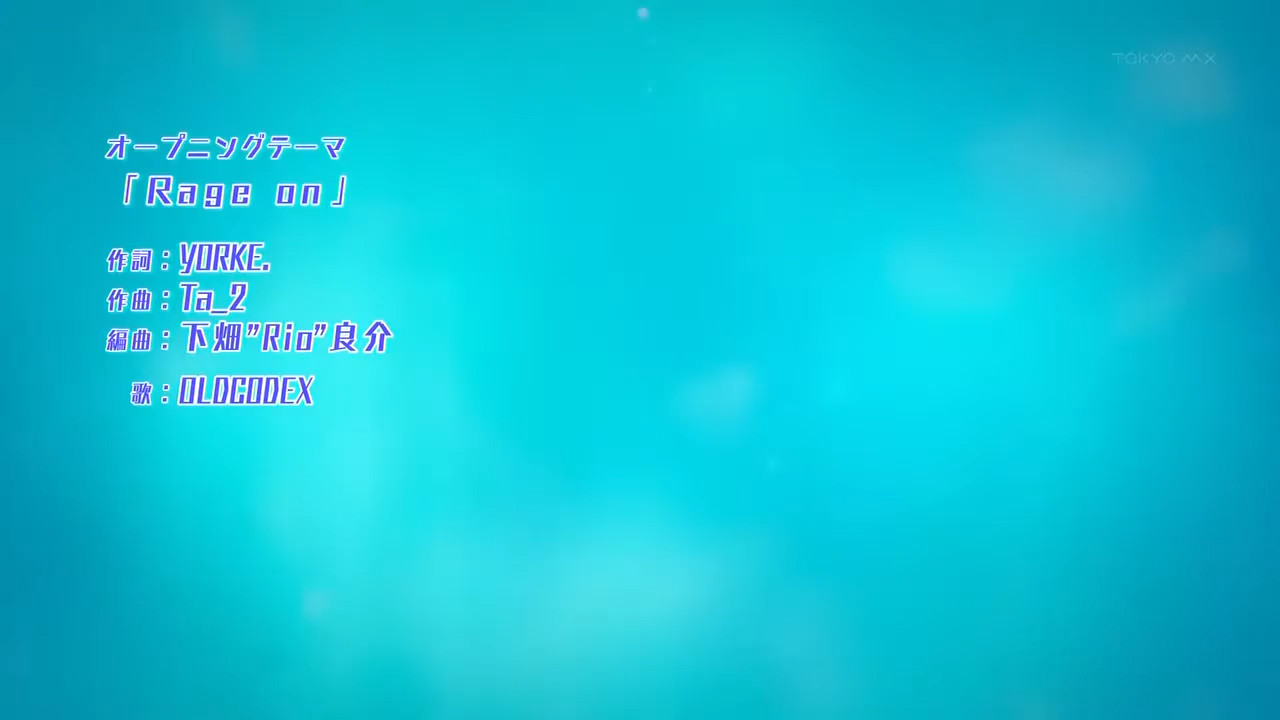 TOKYO MX
オープニングテーマ
「Rage on」
作詞：YORKE.
作曲：Ta_2
編曲：下畑”Rio”良介
歌：OLDCODEX